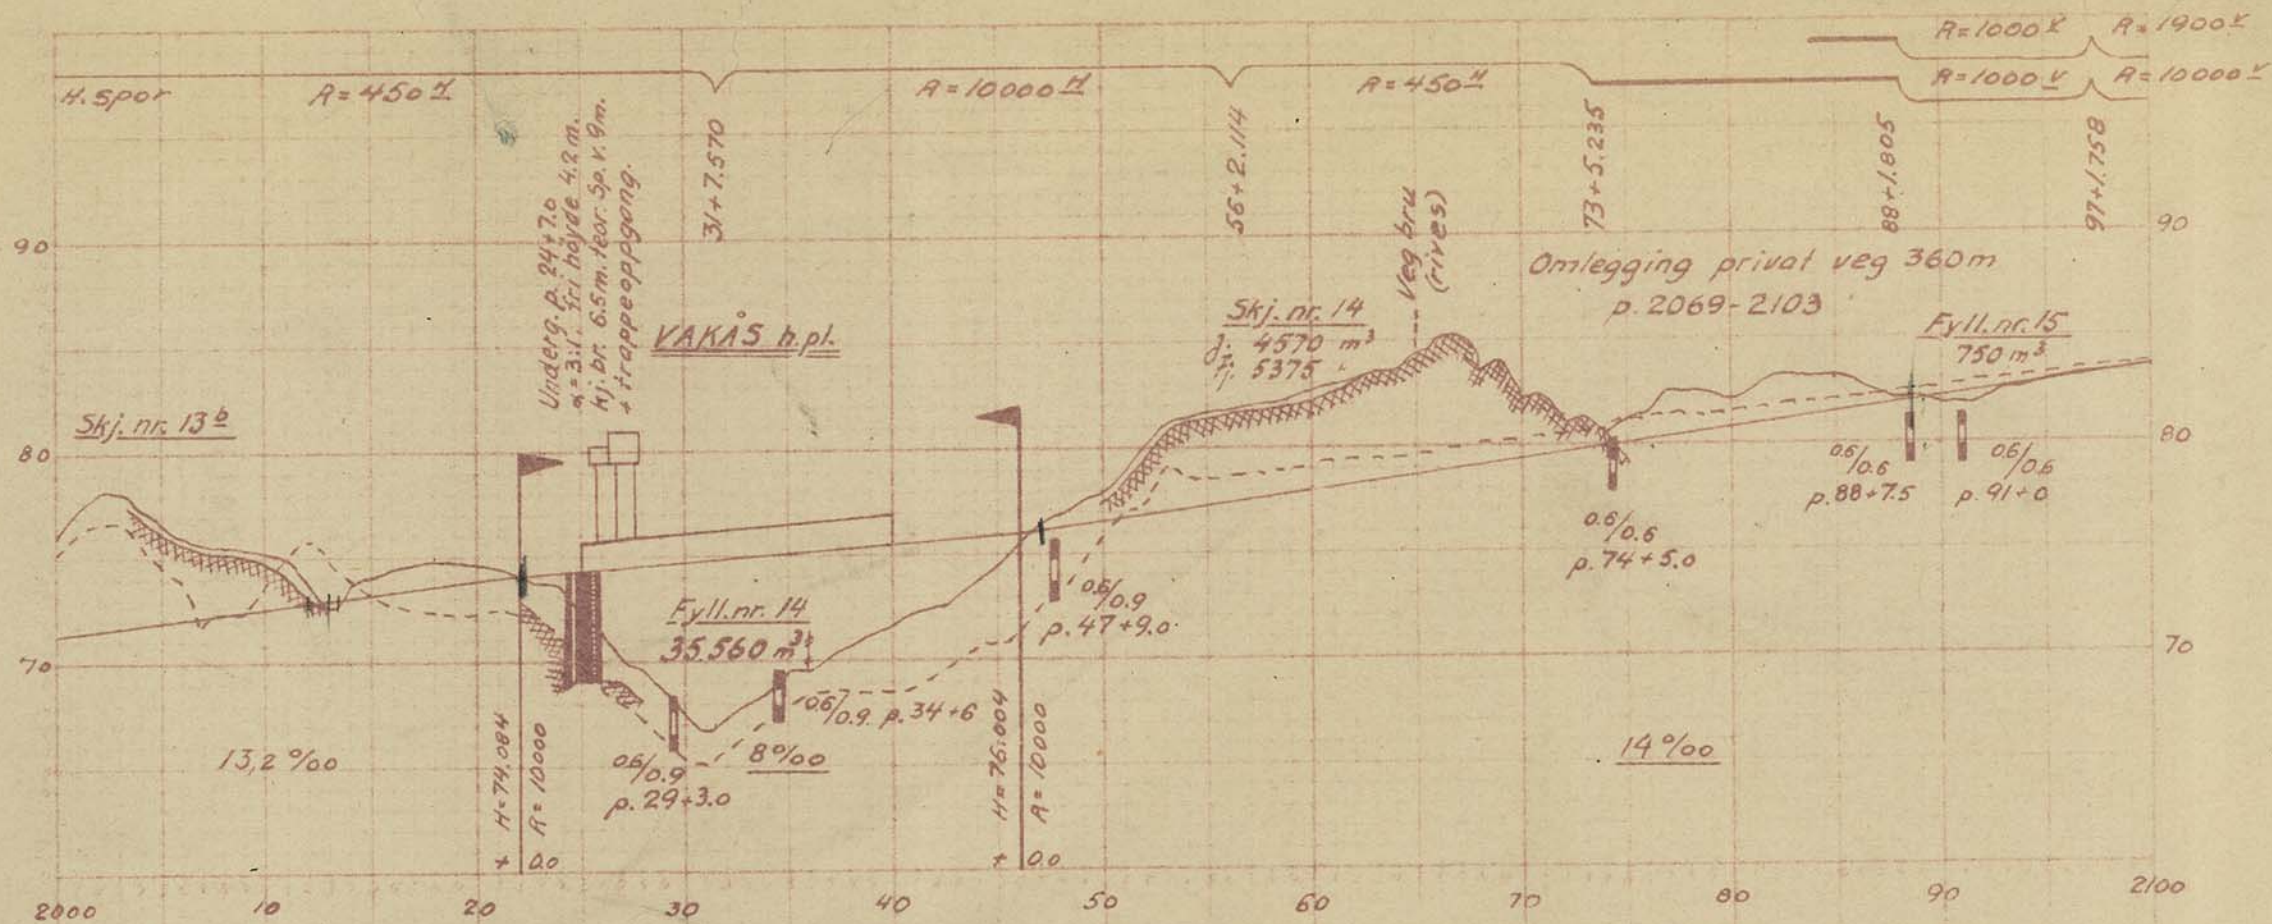 R=1000 V R=1900 V
H. spor R=450 H R=10000 H R=450 H R=1000 V R=10000 V
Underg. p. 24+7.0
α=3:1. fri høyde 4.2 m.
kj. br. 6.5 m. teor. Sp. v. 9 m.
+ trappeoppgang.
31+7.570
56+2.114
73+5.235
88+1.805
97+1.758
90
90
Veg bru
(rives)
Omlegging privat veg 360m
p. 2069-2103
VAKÅS h.pl.
Skj. nr. 14
j: 4570 m³
fj: 5375 "
Fyll. nr. 15
750 m³
Skj. nr. 13 b
80
80
0.6/0.6
p. 88+7.5
0.6/0.6
p. 91+0
0.6/0.6
p. 74+5.0
Fyll. nr. 14
35.560 m³
0.6/0.9
p. 47+9.0
70
70
0.6/0.9 p. 34+6
13,2 ‰
+ H=74,084
0.0 R=10000
0.6/0.9
p. 29+3.0
8 ‰
+ H=76.004
0.0 R=10000
14 ‰
2000 10 20 30 40 50 60 70 80 90 2100